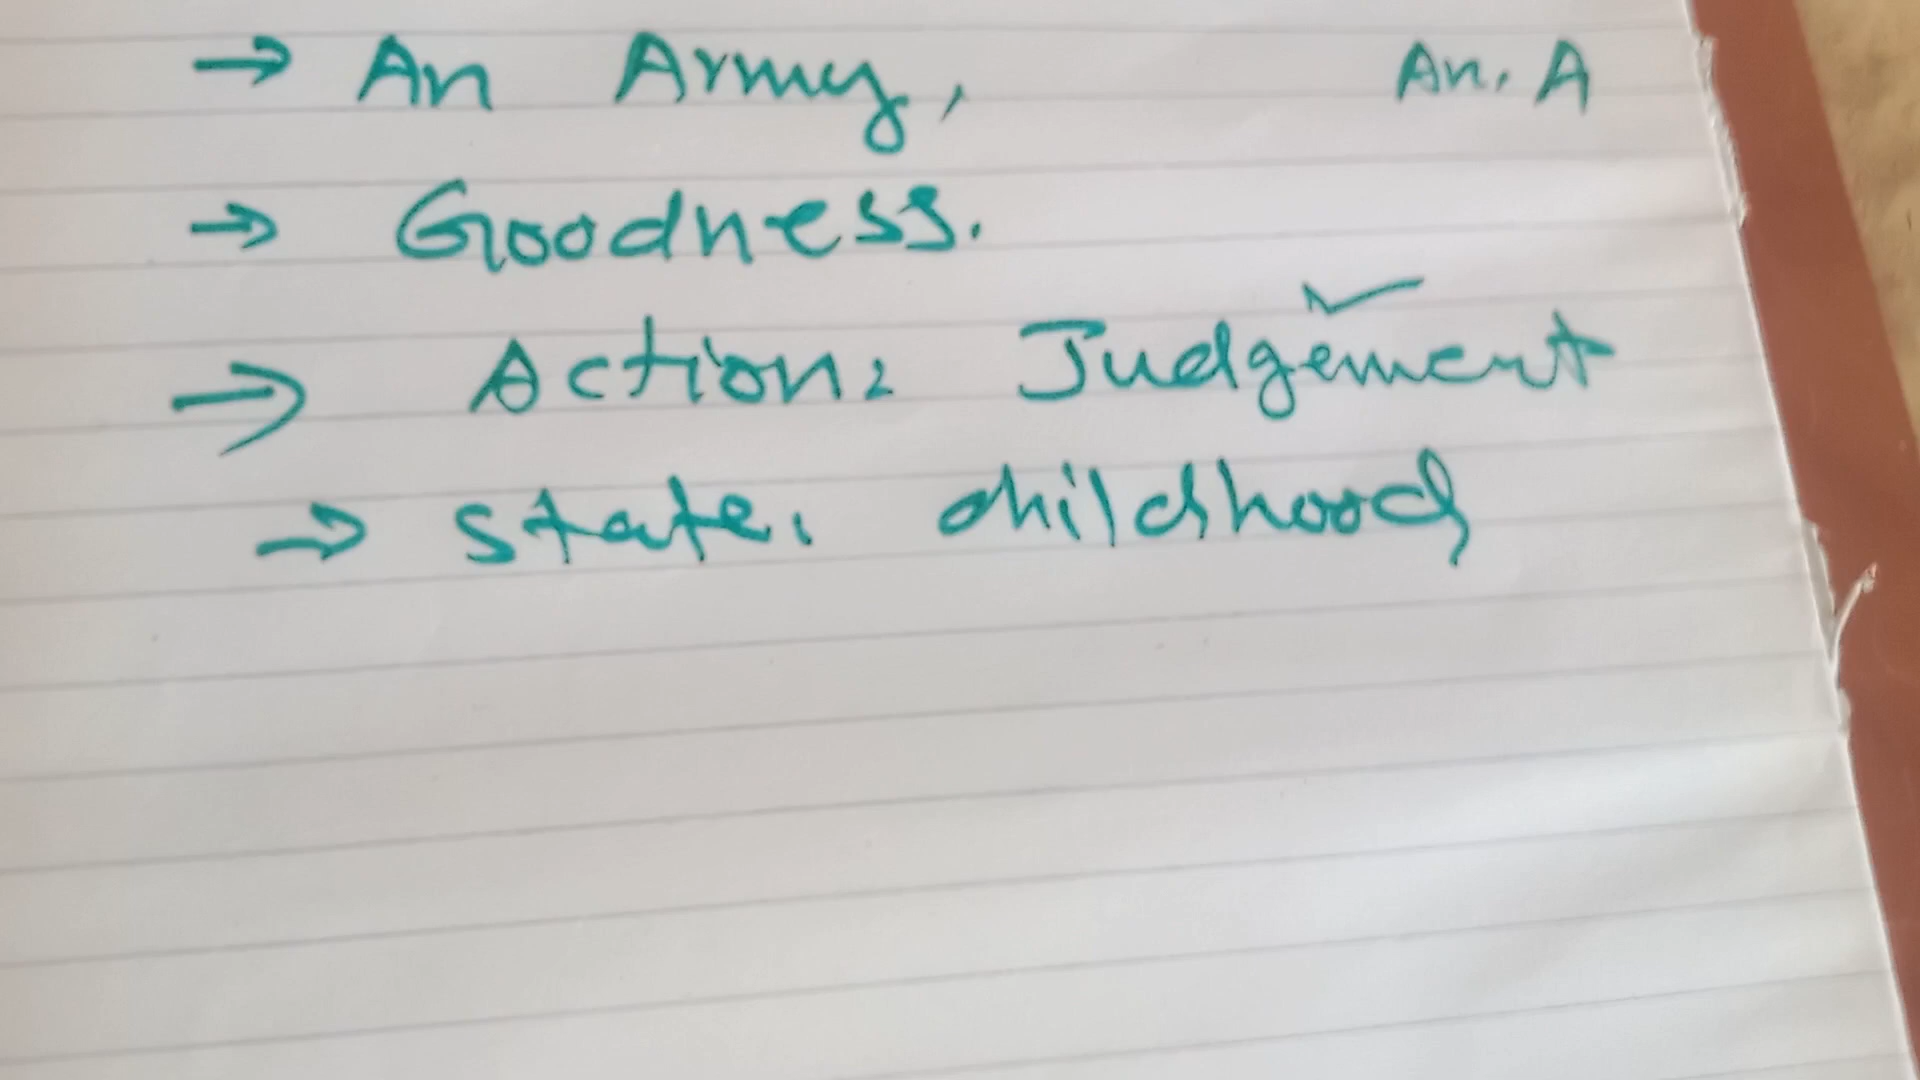 → An Army, An, A
→ Goodness.
⇒ Action: Judgement ✓
→ state, childhood